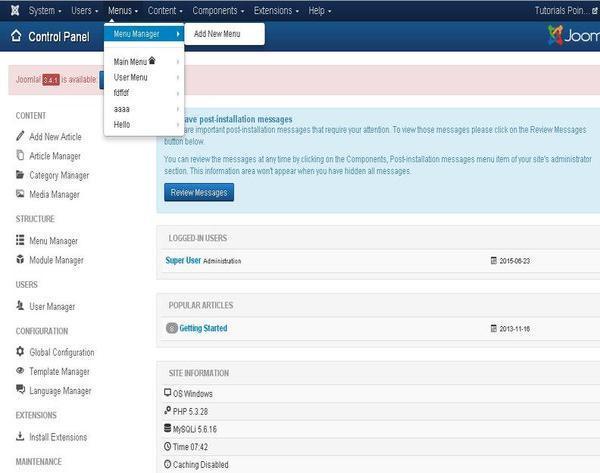 System Users Menus Content Components Extensions Help Tutorials Poin...
Control Panel
Menu Manager
Add New Menu
Main Menu
User Menu
fdffdf
aaaa
Hello
Joomla! 3.4.1 is available:
CONTENT
Add New Article
Article Manager
Category Manager
Media Manager
STRUCTURE
Menu Manager
Module Manager
USERS
User Manager
CONFIGURATION
Global Configuration
Template Manager
Language Manager
EXTENSIONS
Install Extensions
MAINTENANCE
Joom
ave post-installation messages
are important post-installation messages that require your attention. To view those messages please click on the Review Messages
button below.
You can review the messages at any time by clicking on the Components, Post-installation messages menu item of your site's administrator
section. This information area won't appear when you have hidden all messages.
Review Messages
LOGGED-IN USERS
Super User Administration 2015-06-23
POPULAR ARTICLES
Getting Started 2013-11-16
SITE INFORMATION
OS Windows
PHP 5.3.28
MySQLi 5.6.16
Time 07:42
Caching Disabled